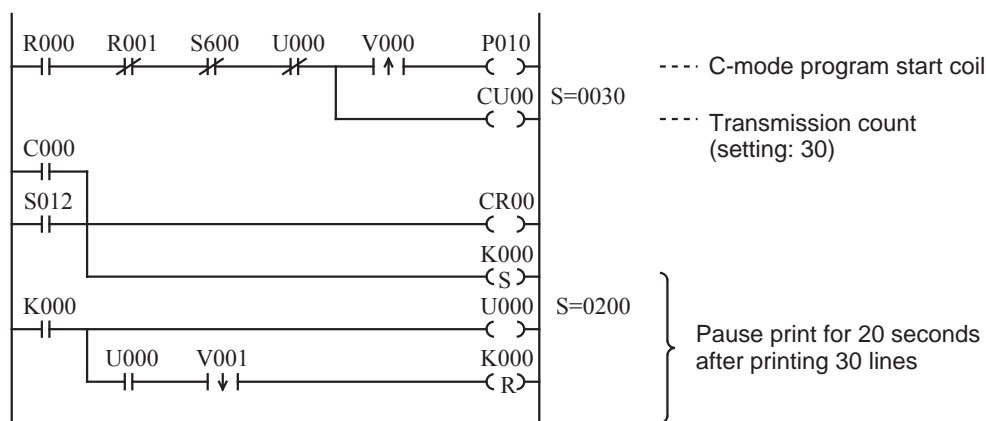 R000 R001 S600 U000 V000 P010
C-mode program start coil
CU00 S=0030
Transmission count
(setting: 30)
C000
S012 CR00
K000
S
K000 U000 S=0200
Pause print for 20 seconds
after printing 30 lines
U000 V001 K000
R